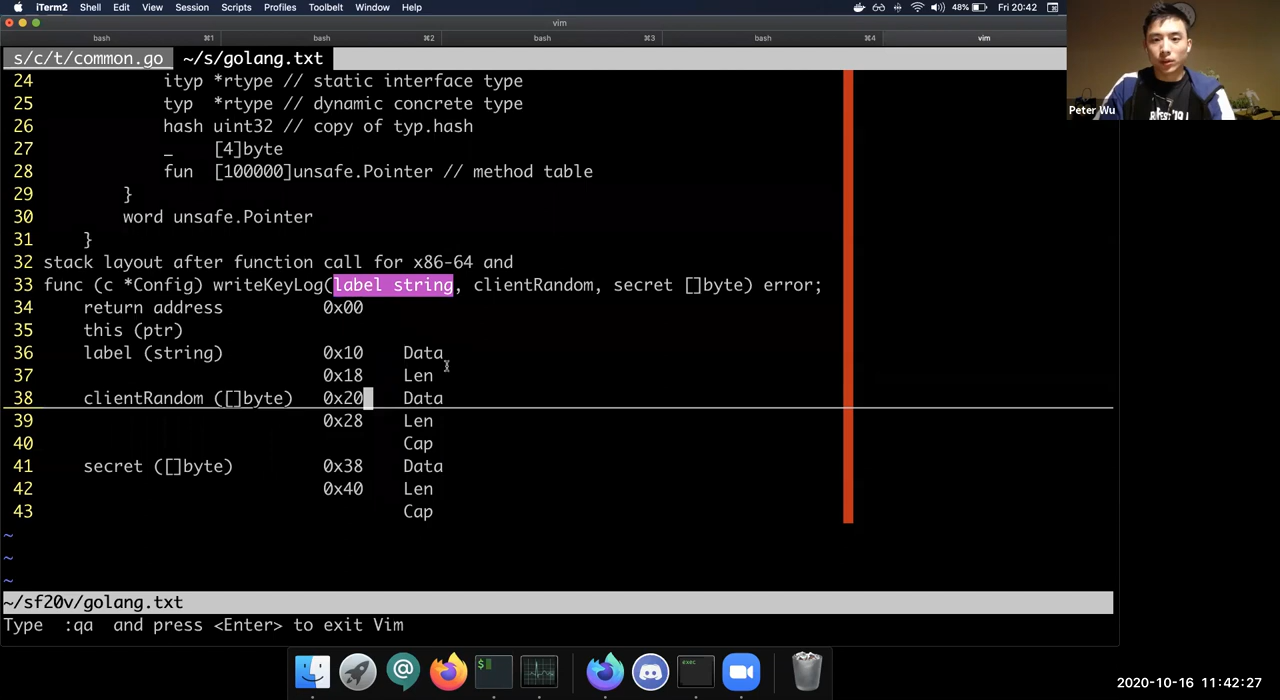 iTerm2 Shell Edit View Session Scripts Profiles Toolbelt Window Help 48% Fri 20:42
vim
bash ⌘1 bash ⌘2 bash ⌘3 bash ⌘4 vim
s/c/t/common.go ~/s/golang.txt
Peter Wu
24 ityp *rtype // static interface type
25 typ *rtype // dynamic concrete type
26 hash uint32 // copy of typ.hash
27 _ [4]byte
28 fun [100000]unsafe.Pointer // method table
29 }
30 word unsafe.Pointer
31 }
32 stack layout after function call for x86-64 and
33 func (c *Config) writeKeyLog(label string, clientRandom, secret []byte) error;
34 return address 0x00
35 this (ptr)
36 label (string) 0x10 Data
37 0x18 Len
38 clientRandom ([]byte) 0x20 Data
39 0x28 Len
40 Cap
41 secret ([]byte) 0x38 Data
42 0x40 Len
43 Cap
~
~
~
~/sf20v/golang.txt
Type :qa and press <Enter> to exit Vim
2020-10-16 11:42:27